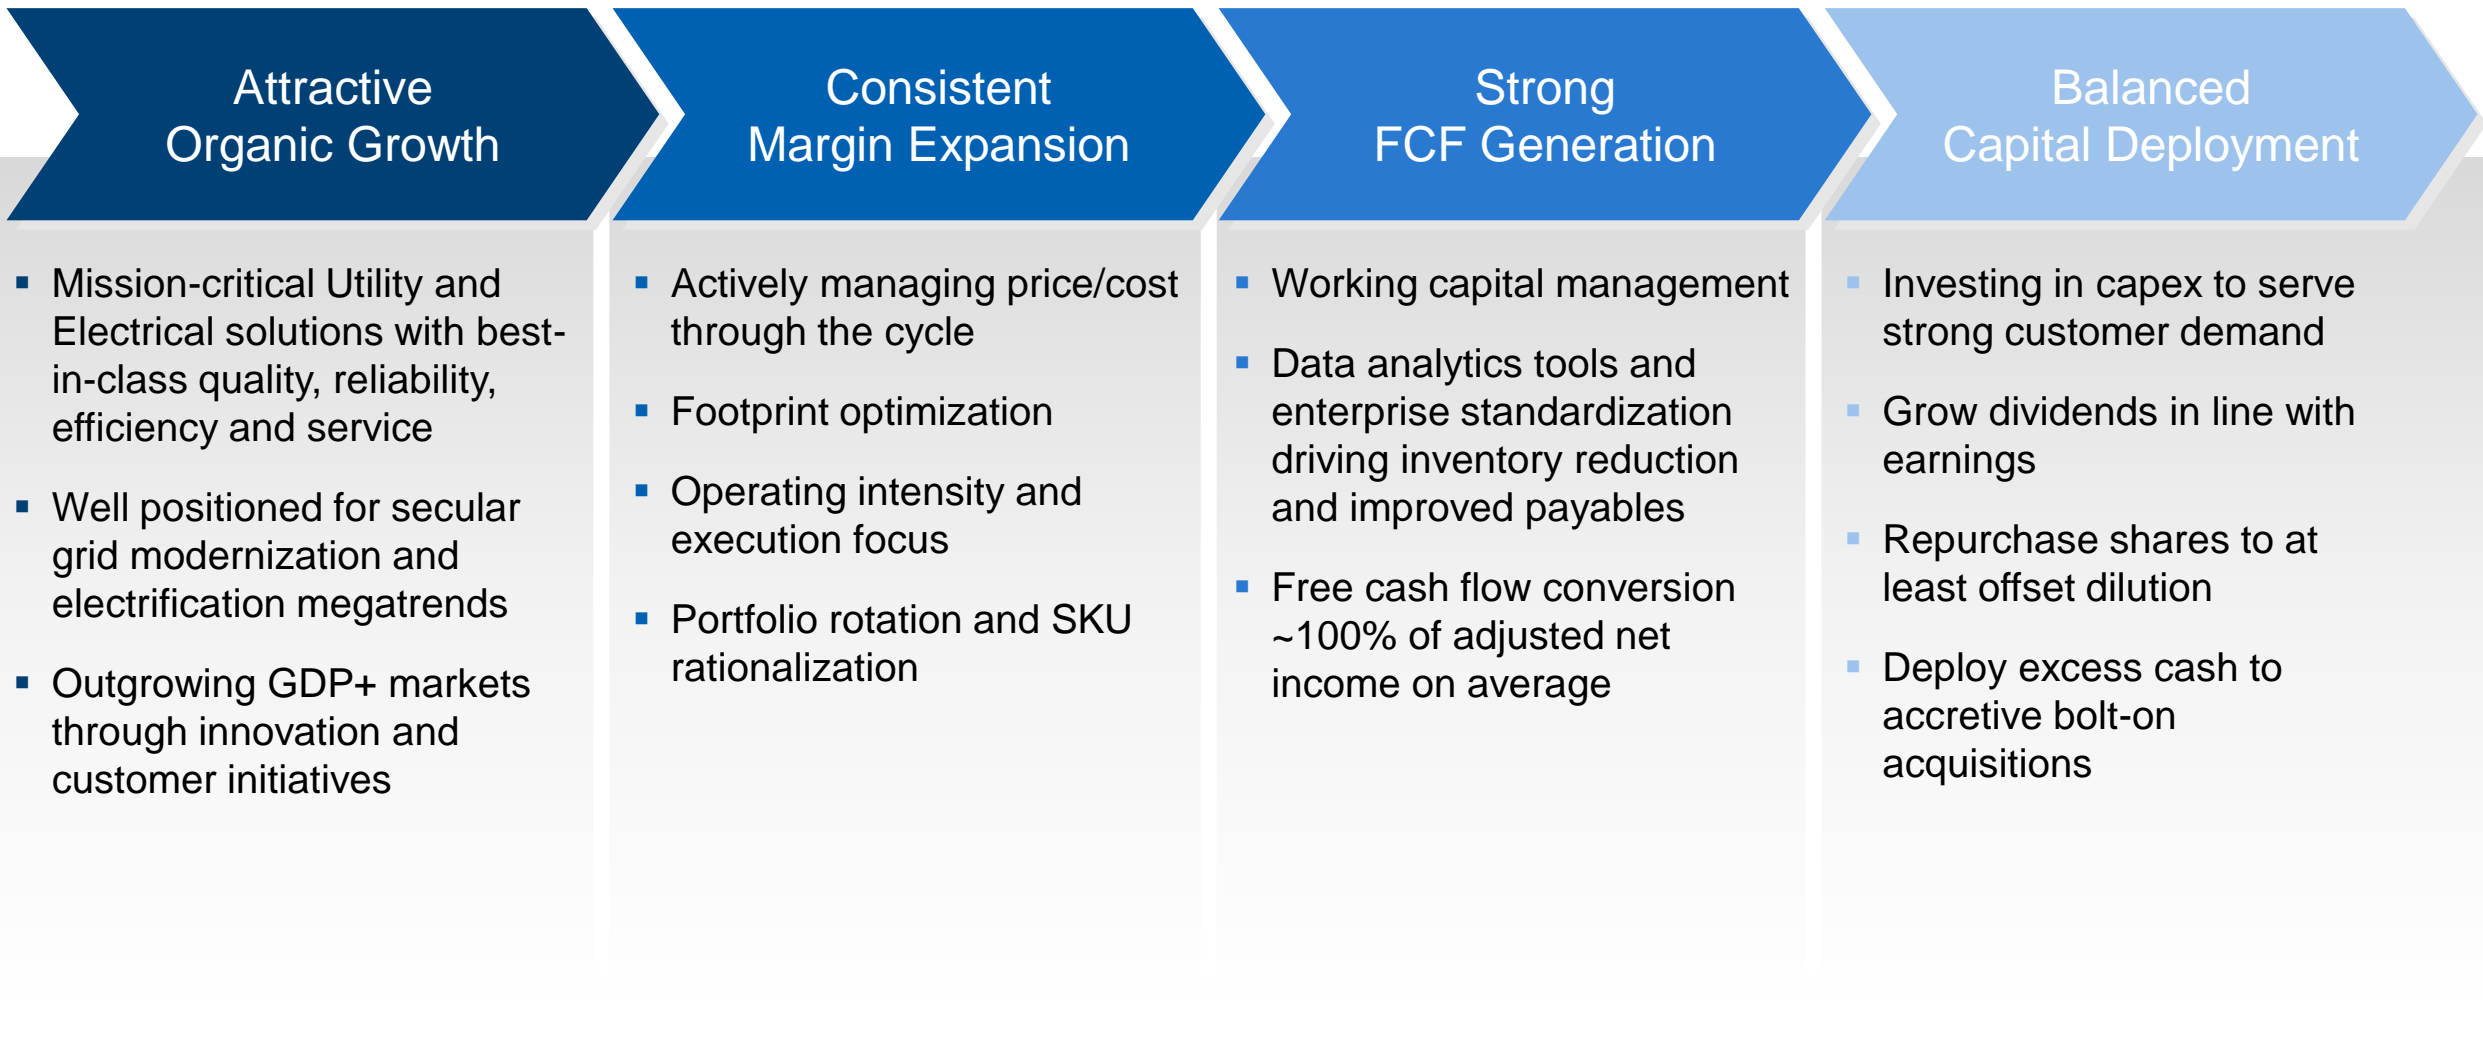 Attractive
Organic Growth
Mission-critical Utility and
Electrical solutions with best-
in-class quality, reliability,
efficiency and service
Well positioned for secular
grid modernization and
electrification megatrends
Outgrowing GDP+ markets
through innovation and
customer initiatives
Consistent
Margin Expansion
Actively managing price/cost
through the cycle
Footprint optimization
Operating intensity and
execution focus
Portfolio rotation and SKU
rationalization
Strong
FCF Generation
Working capital management
Data analytics tools and
enterprise standardization
driving inventory reduction
and improved payables
Free cash flow conversion
~100% of adjusted net
income on average
Balanced
Capital Deployment
Investing in capex to serve
strong customer demand
Grow dividends in line with
earnings
Repurchase shares to at
least offset dilution
Deploy excess cash to
accretive bolt-on
acquisitions